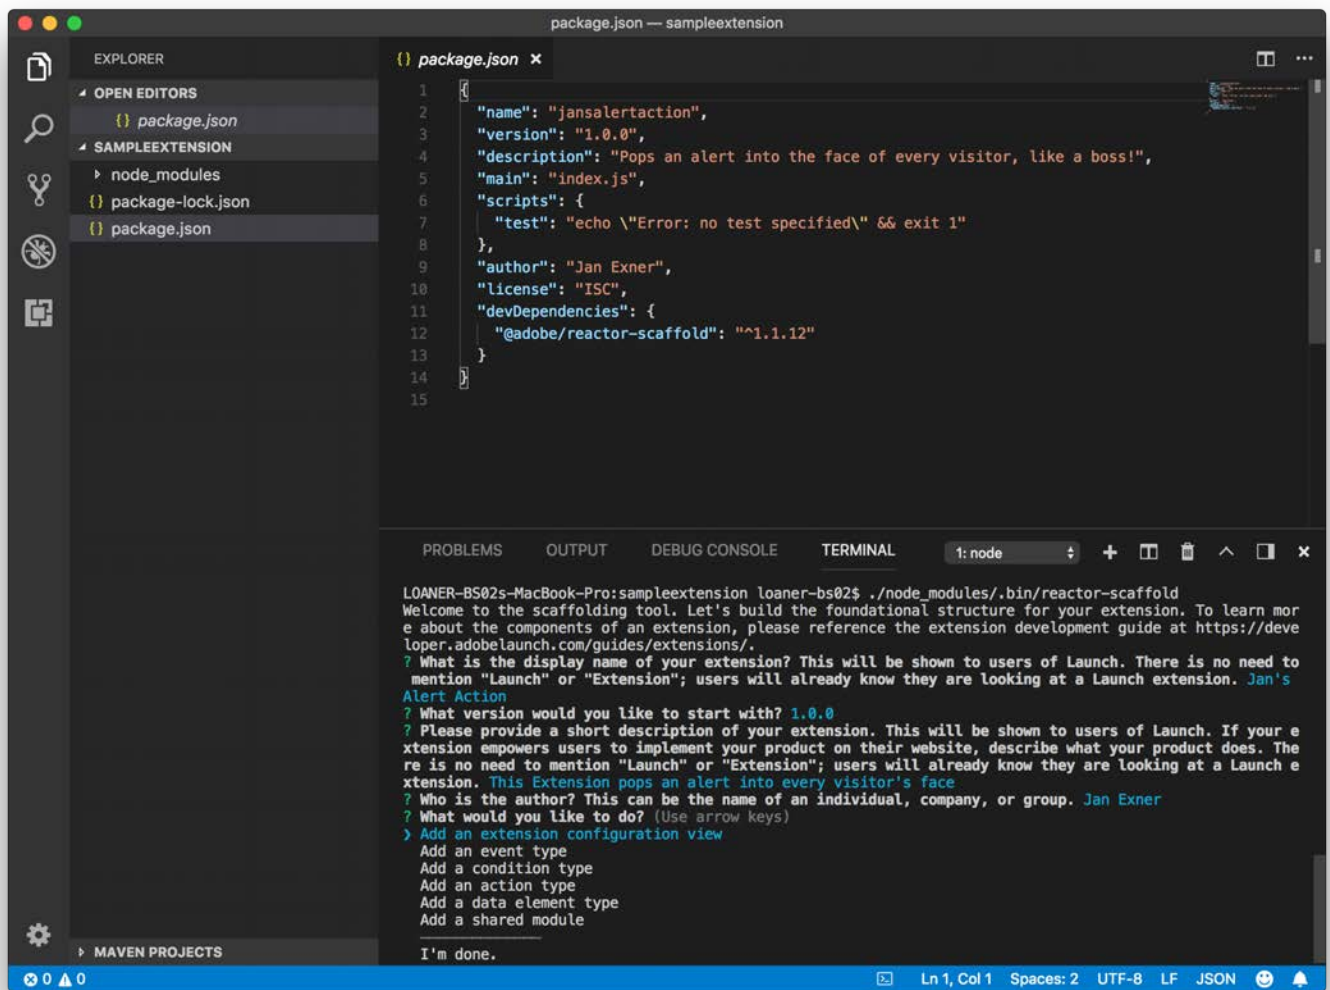 package.json — sampleextension
EXPLORER
OPEN EDITORS
{} package.json
SAMPLEEXTENSION
node_modules
{} package-lock.json
{} package.json
MAVEN PROJECTS
{} package.json ×
1 {
2 "name": "jansalertaction",
3 "version": "1.0.0",
4 "description": "Pops an alert into the face of every visitor, like a boss!",
5 "main": "index.js",
6 "scripts": {
7 "test": "echo \"Error: no test specified\" && exit 1"
8 },
9 "author": "Jan Exner",
10 "license": "ISC",
11 "devDependencies": {
12 "@adobe/reactor-scaffold": "^1.1.12"
13 }
14 }
15
PROBLEMS OUTPUT DEBUG CONSOLE TERMINAL 1: node
LOANER-BS02s-MacBook-Pro:sampleextension loaner-bs02$ ./node_modules/.bin/reactor-scaffold
Welcome to the scaffolding tool. Let's build the foundational structure for your extension. To learn mor
e about the components of an extension, please reference the extension development guide at https://deve
loper.adobelaunch.com/guides/extensions/.
? What is the display name of your extension? This will be shown to users of Launch. There is no need to
mention "Launch" or "Extension"; users will already know they are looking at a Launch extension. Jan's
Alert Action
? What version would you like to start with? 1.0.0
? Please provide a short description of your extension. This will be shown to users of Launch. If your e
xtension empowers users to implement your product on their website, describe what your product does. The
re is no need to mention "Launch" or "Extension"; users will already know they are looking at a Launch e
xtension. This Extension pops an alert into every visitor's face
? Who is the author? This can be the name of an individual, company, or group. Jan Exner
? What would you like to do? (Use arrow keys)
❯ Add an extension configuration view
Add an event type
Add a condition type
Add an action type
Add a data element type
Add a shared module
──────────────
I'm done.
0 0 Ln 1, Col 1 Spaces: 2 UTF-8 LF JSON